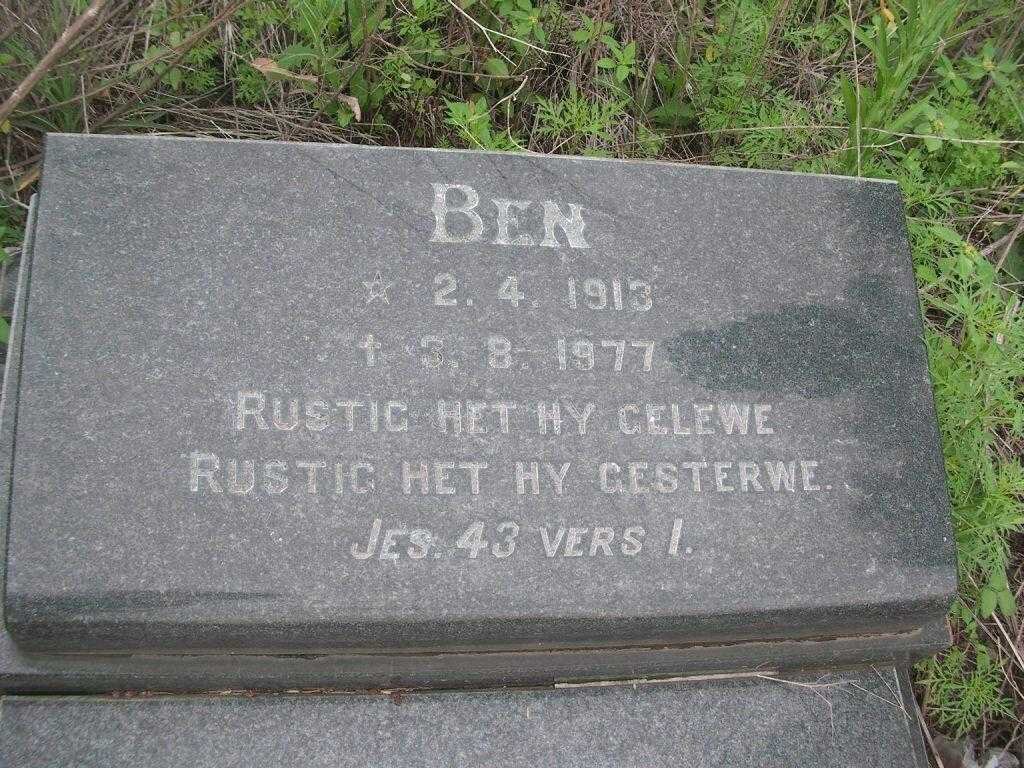 BEN
☆ 2. 4. 1913
† 3. 8. 1977
RUSTIG HET HY GELEWE
RUSTIG HET HY GESTERWE.
JES. 43 VERS 1.